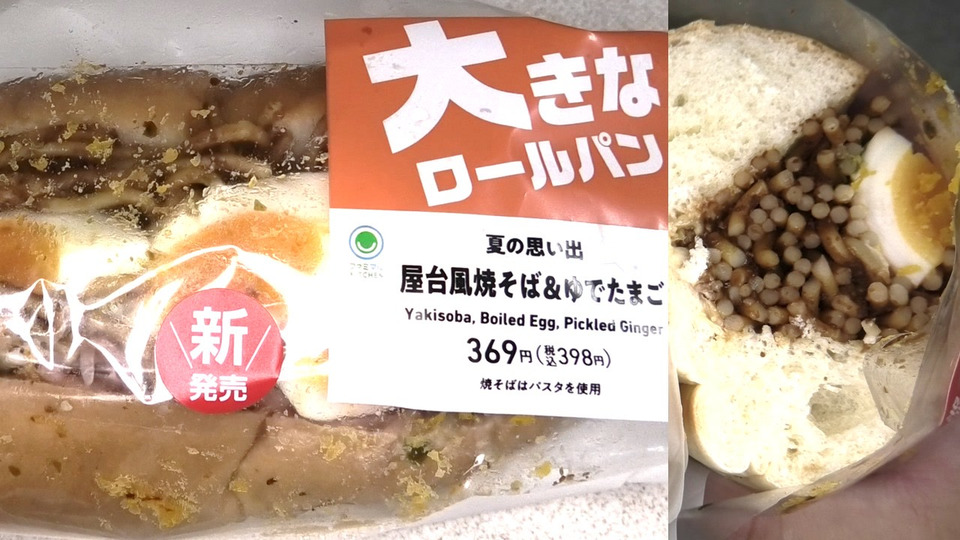 大きな
ロールパン
夏の思い出
屋台風焼そば&ゆでたまご
Yakisoba, Boiled Egg, Pickled Ginger
369円(税込398円)
焼そばはパスタを使用
新
発売